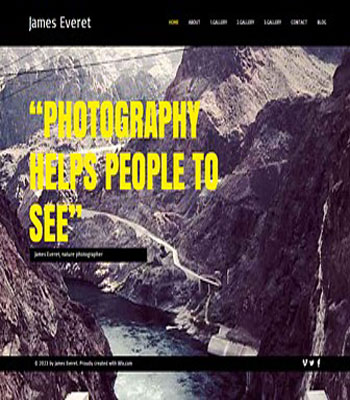 James Everet
HOME ABOUT 1.GALLERY 2.GALLERY 3.GALLERY CONTACT BLOG
“PHOTOGRAPHY
HELPS PEOPLE TO
SEE”
James Everet, nature photographer
© 2023 by James Everet. Proudly created with Wix.com